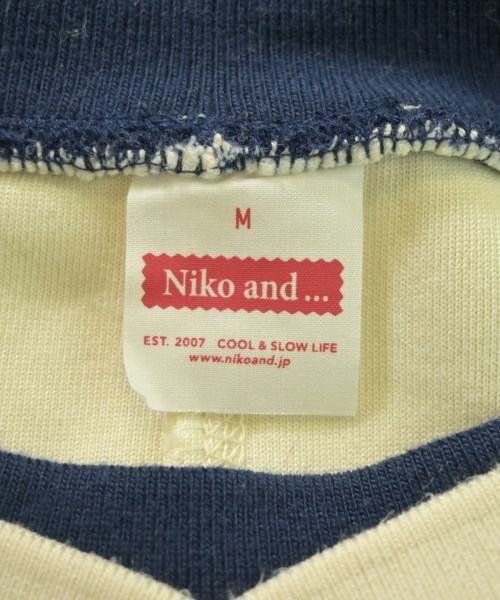 M
Niko and ...
EST. 2007 COOL & SLOW LIFE
www.nikoand.jp